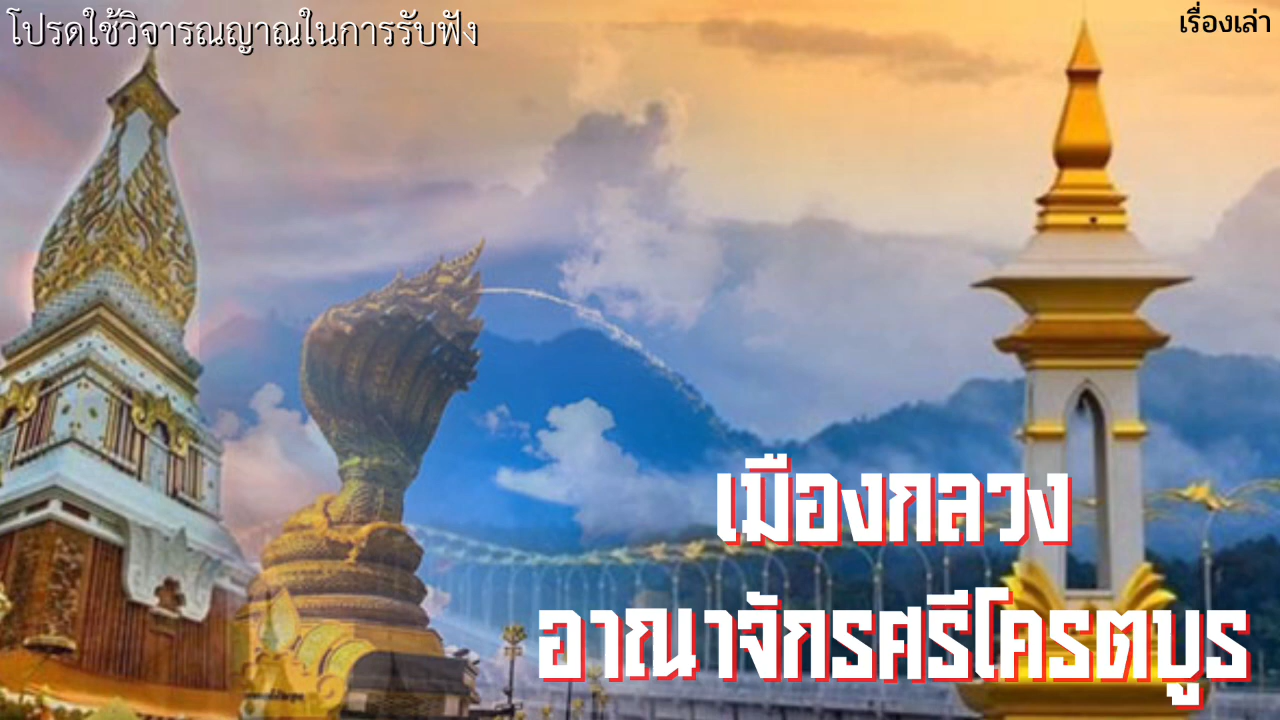 โปรดใช้วิจารณญาณในการรับฟัง
เรื่องเล่า
เมืองกลวง
อาณาจักรศรีโครตบูร